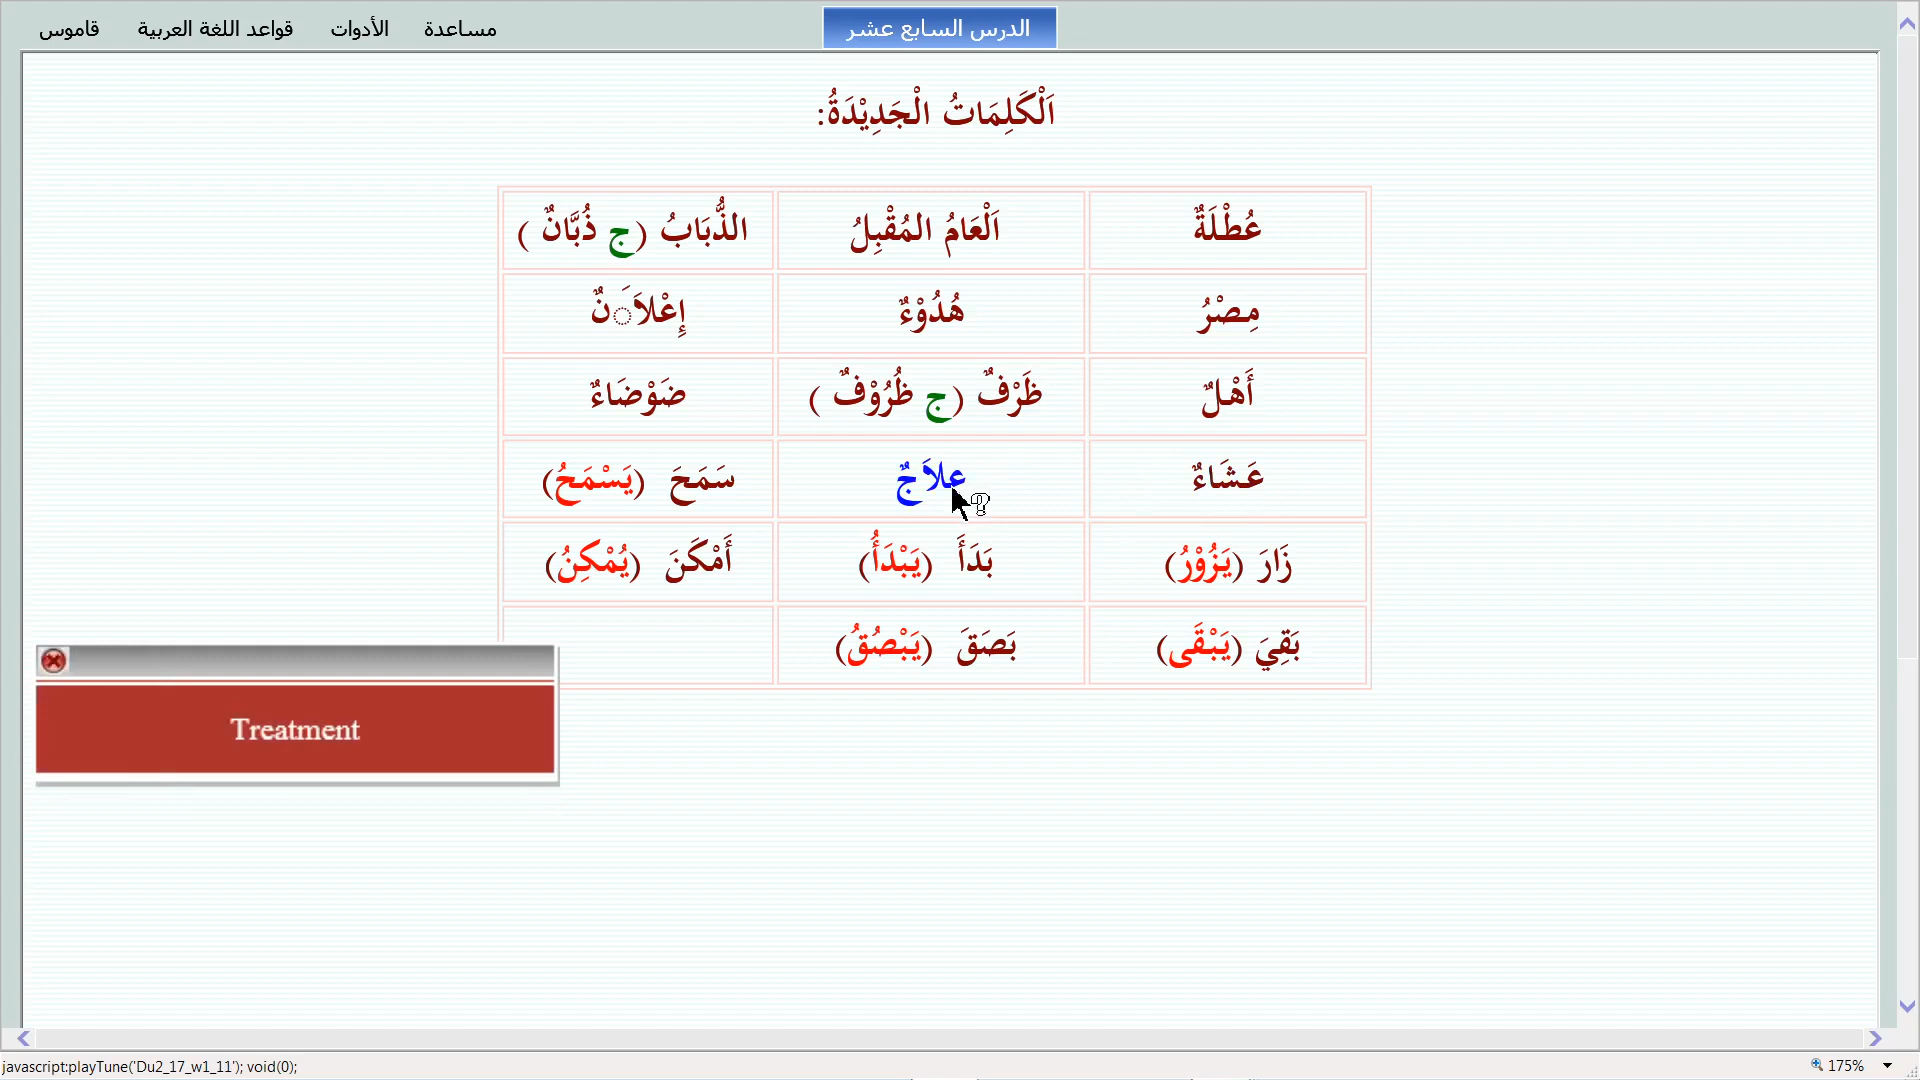 قاموس قواعد اللغة العربية الأدوات مساعدة الدرس السابع عشر
اَلْكَلِمَاتُ الْجَدِيْدَةُ:
عُطْلَةٌ اَلْعَامُ المُقْبِلُ الذُّبَابُ (ج ذُبَّانٌ )
مِصْرُ هُدُوْءٌ إِعْلاَنٌ
أَهْلٌ ظَرْفٌ (ج ظُرُوْفٌ ) ضَوْضَاءٌ
عَشَاءٌ عِلاَجٌ سَمَحَ (يَسْمَحُ)
زَارَ (يَزُوْرُ) بَدَأَ (يَبْدَأُ) أَمْكَنَ (يُمْكِنُ)
بَقِيَ (يَبْقَى) بَصَقَ (يَبْصُقُ)
Treatment
javascript:playTune('Du2_17_w1_11'); void(0);
175%